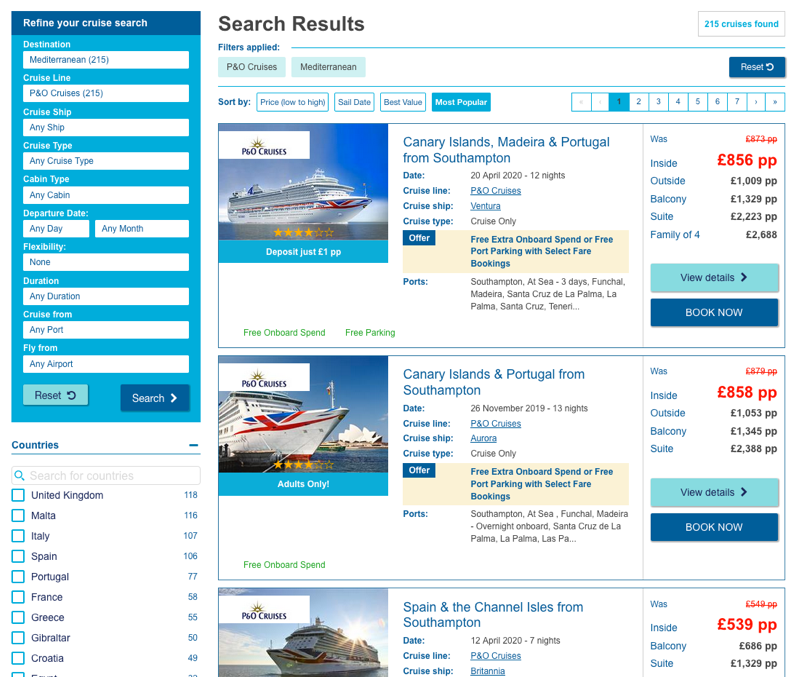 Refine your cruise search
Destination
Mediterranean (215)
Cruise Line
P&O Cruises (215)
Cruise Ship
Any Ship
Cruise Type
Any Cruise Type
Cabin Type
Any Cabin
Departure Date:
Any Day Any Month
Flexibility:
None
Duration
Any Duration
Cruise from
Any Port
Fly from
Any Airport
Reset Search
Countries
Search for countries
United Kingdom 118
Malta 116
Italy 107
Spain 106
Portugal 77
France 58
Greece 55
Gibraltar 50
Croatia 49
Search Results
215 cruises found
Filters applied:
P&O Cruises Mediterranean
Reset
Sort by: Price (low to high) Sail Date Best Value Most Popular
« ‹ 1 2 3 4 5 6 7 › »
P&O CRUISES
Deposit just £1 pp
Canary Islands, Madeira & Portugal
from Southampton
Date: 20 April 2020 - 12 nights
Cruise line: P&O Cruises
Cruise ship: Ventura
Cruise type: Cruise Only
Offer Free Extra Onboard Spend or Free
Port Parking with Select Fare
Bookings
Ports: Southampton, At Sea - 3 days, Funchal,
Madeira, Santa Cruz de La Palma, La
Palma, Santa Cruz, Teneri...
Free Onboard Spend Free Parking
Was £873 pp
Inside £856 pp
Outside £1,009 pp
Balcony £1,329 pp
Suite £2,223 pp
Family of 4 £2,688
View details
BOOK NOW
P&O CRUISES
Adults Only!
Canary Islands & Portugal from
Southampton
Date: 26 November 2019 - 13 nights
Cruise line: P&O Cruises
Cruise ship: Aurora
Cruise type: Cruise Only
Offer Free Extra Onboard Spend or Free
Port Parking with Select Fare
Bookings
Ports: Southampton, At Sea , Funchal, Madeira
- Overnight onboard, Santa Cruz de La
Palma, La Palma, Las Pa...
Free Onboard Spend
Was £879 pp
Inside £858 pp
Outside £1,053 pp
Balcony £1,345 pp
Suite £2,388 pp
View details
BOOK NOW
P&O CRUISES
Spain & the Channel Isles from
Southampton
Date: 12 April 2020 - 7 nights
Cruise line: P&O Cruises
Cruise ship: Britannia
Was £549 pp
Inside £539 pp
Balcony £686 pp
Suite £1,329 pp